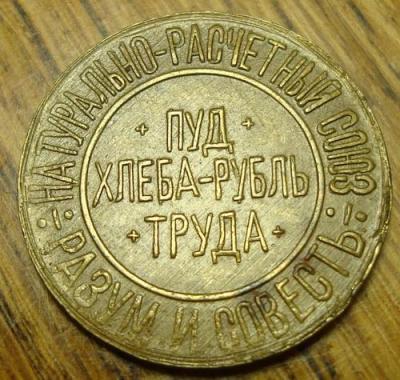 НАТУРАЛЬНО-РАСЧЕТНЫЙ СОЮЗ
РАЗУМ И СОВЕСТЬ
ПУД
ХЛЕБА-РУБЛЬ
ТРУДА